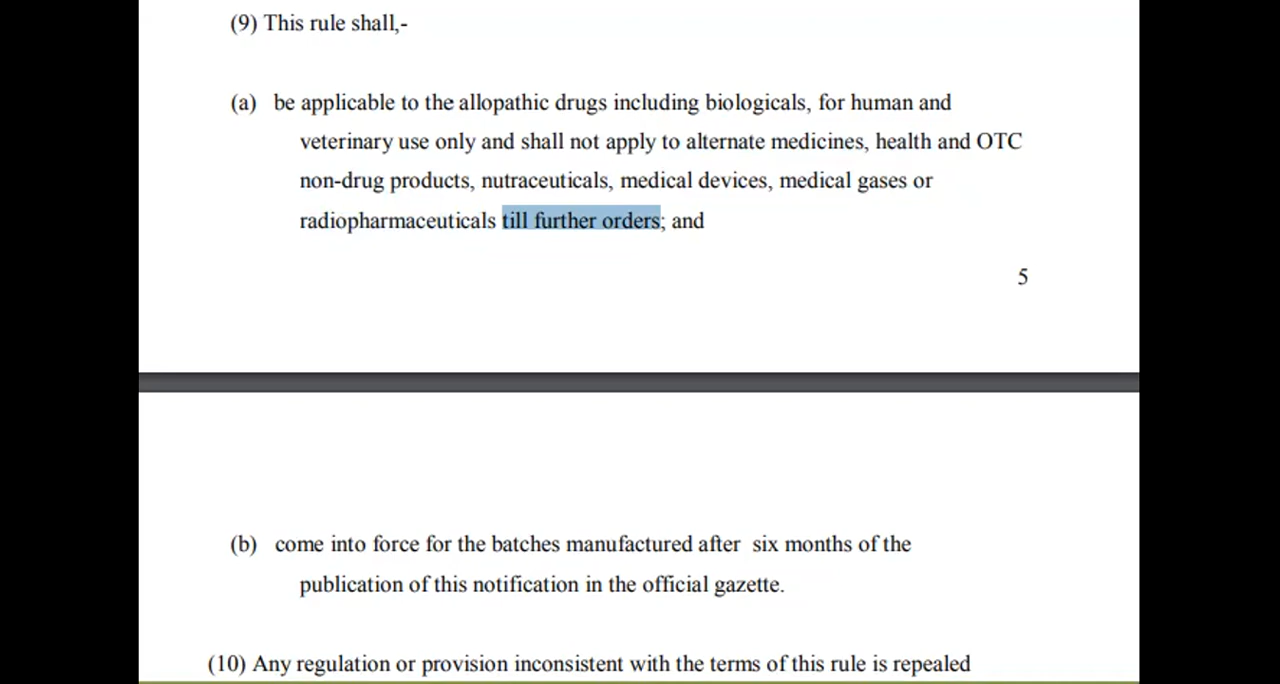 (9) This rule shall,-
(a) be applicable to the allopathic drugs including biologicals, for human and
veterinary use only and shall not apply to alternate medicines, health and OTC
non-drug products, nutraceuticals, medical devices, medical gases or
radiopharmaceuticals till further orders; and
5
(b) come into force for the batches manufactured after six months of the
publication of this notification in the official gazette.
(10) Any regulation or provision inconsistent with the terms of this rule is repealed